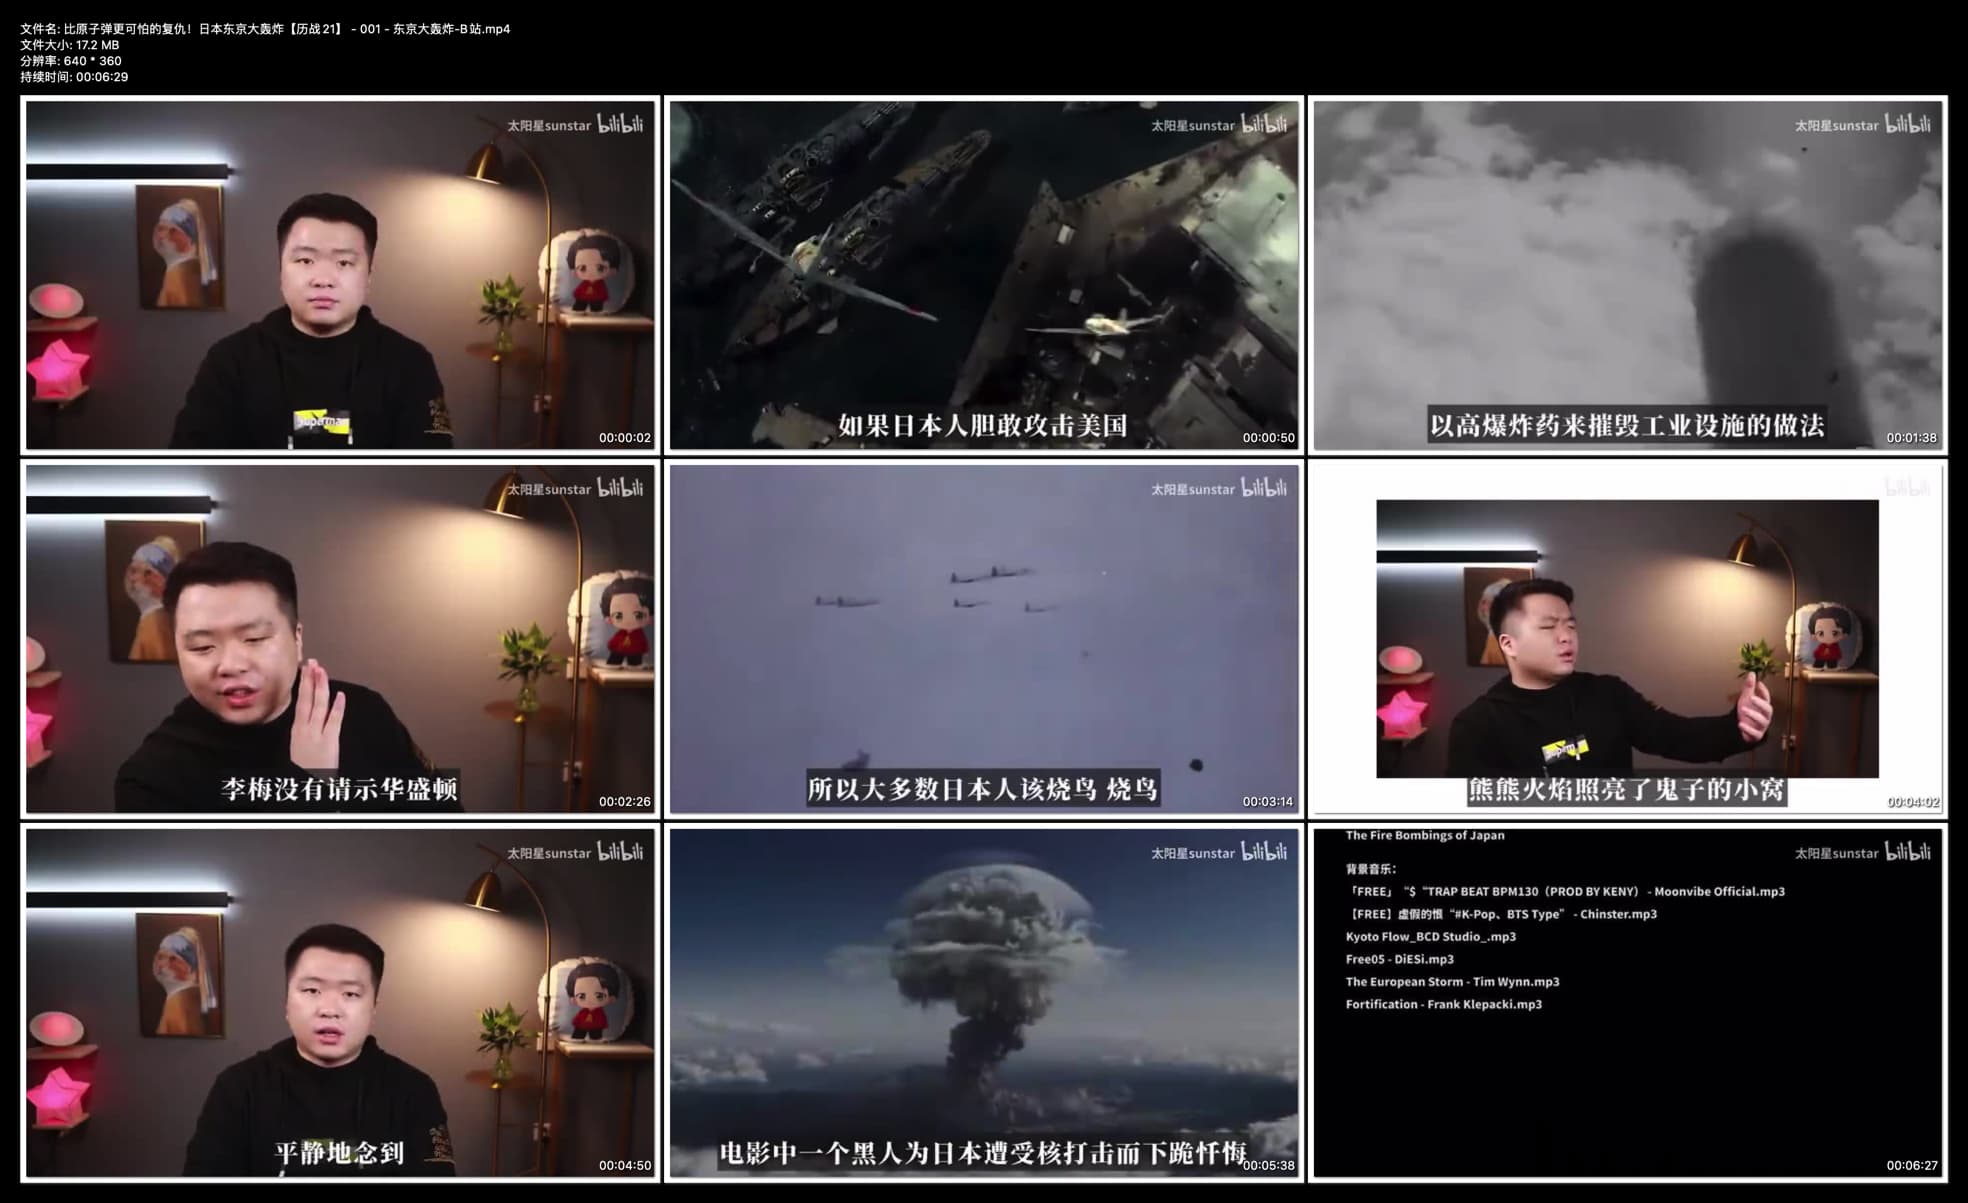 文件名: 比原子弹更可怕的复仇！日本东京大轰炸【历战21】 - 001 - 东京大轰炸-B站.mp4
文件大小: 17.2 MB
分辨率: 640 * 360
持续时间: 00:06:29
太阳星sunstar bilibili
Superma
00:00:02
太阳星sunstar bilibili
如果日本人胆敢攻击美国
00:00:50
太阳星sunstar bilibili
以高爆炸药来摧毁工业设施的做法
00:01:38
太阳星sunstar bilibili
李梅没有请示华盛顿
00:02:26
太阳星sunstar bilibili
所以大多数日本人该烧鸟 烧鸟
00:03:14
bilibili
熊熊火焰照亮了鬼子的小窝
00:04:02
太阳星sunstar bilibili
平静地念到
00:04:50
太阳星sunstar bilibili
电影中一个黑人为日本遭受核打击而下跪忏悔
00:05:38
The Fire Bombings of Japan
太阳星sunstar bilibili
背景音乐：
「FREE」“$“TRAP BEAT BPM130（PROD BY KENY） - Moonvibe Official.mp3
【FREE】虚假的恨“#K-Pop、BTS Type” - Chinster.mp3
Kyoto Flow_BCD Studio_.mp3
Free05 - DiESi.mp3
The European Storm - Tim Wynn.mp3
Fortification - Frank Klepacki.mp3
00:06:27